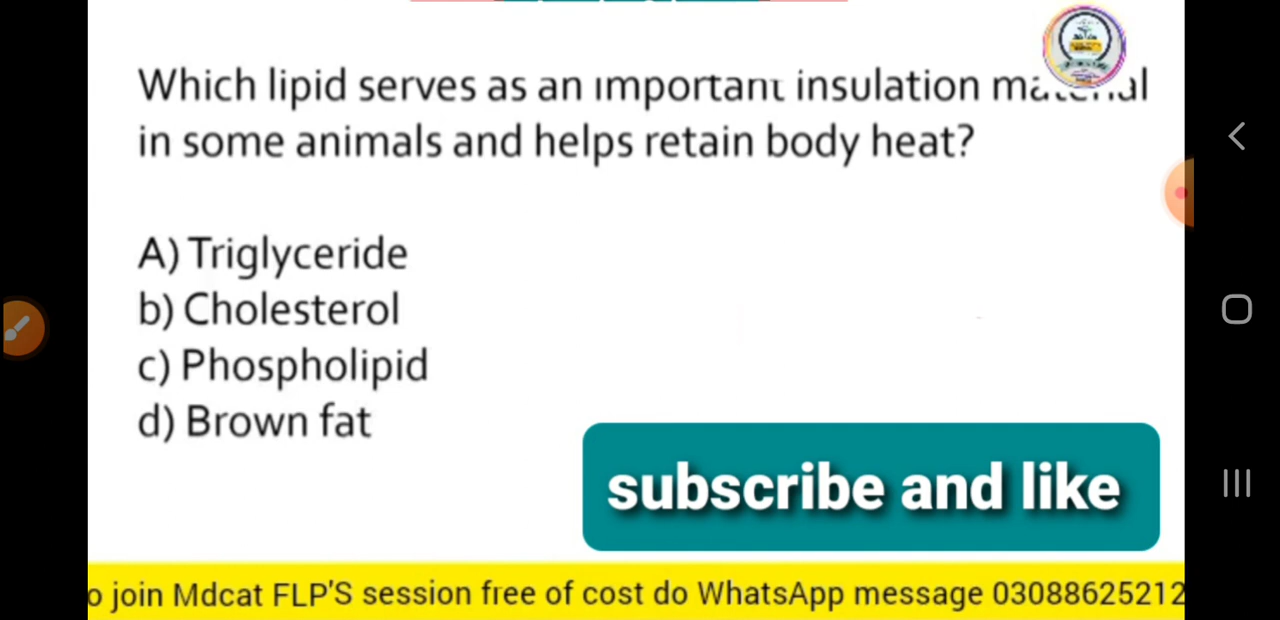 Which lipid serves as an important insulation material
in some animals and helps retain body heat?
A) Triglyceride
b) Cholesterol
c) Phospholipid
d) Brown fat
subscribe and like
o join Mdcat FLP'S session free of cost do WhatsApp message 03088625212